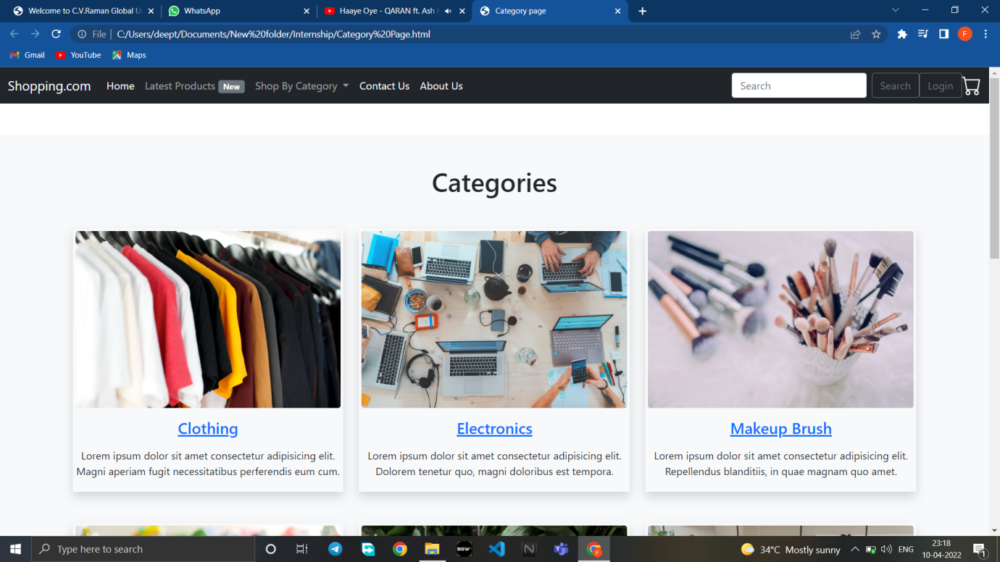 Welcome to C.V.Raman Global U
WhatsApp
Haaye Oye - QARAN ft. Ash
Category page
File
C:/Users/deept/Documents/New%20folder/Internship/Category%20Page.html
Gmail
YouTube
Maps
Shopping.com
Home
Latest Products New
Shop By Category
Contact Us
About Us
Search
Search
Login
Categories
Clothing
Lorem ipsum dolor sit amet consectetur adipisicing elit.
Magni aperiam fugit necessitatibus perferendis eum cum.
Electronics
Lorem ipsum dolor sit amet consectetur adipisicing elit.
Dolorem tenetur quo, magni doloribus est tempora.
Makeup Brush
Lorem ipsum dolor sit amet consectetur adipisicing elit.
Repellendus blanditiis, in quae magnam quo amet.
Type here to search
SGW
34°C Mostly sunny
ENG
23:18
10-04-2022
1